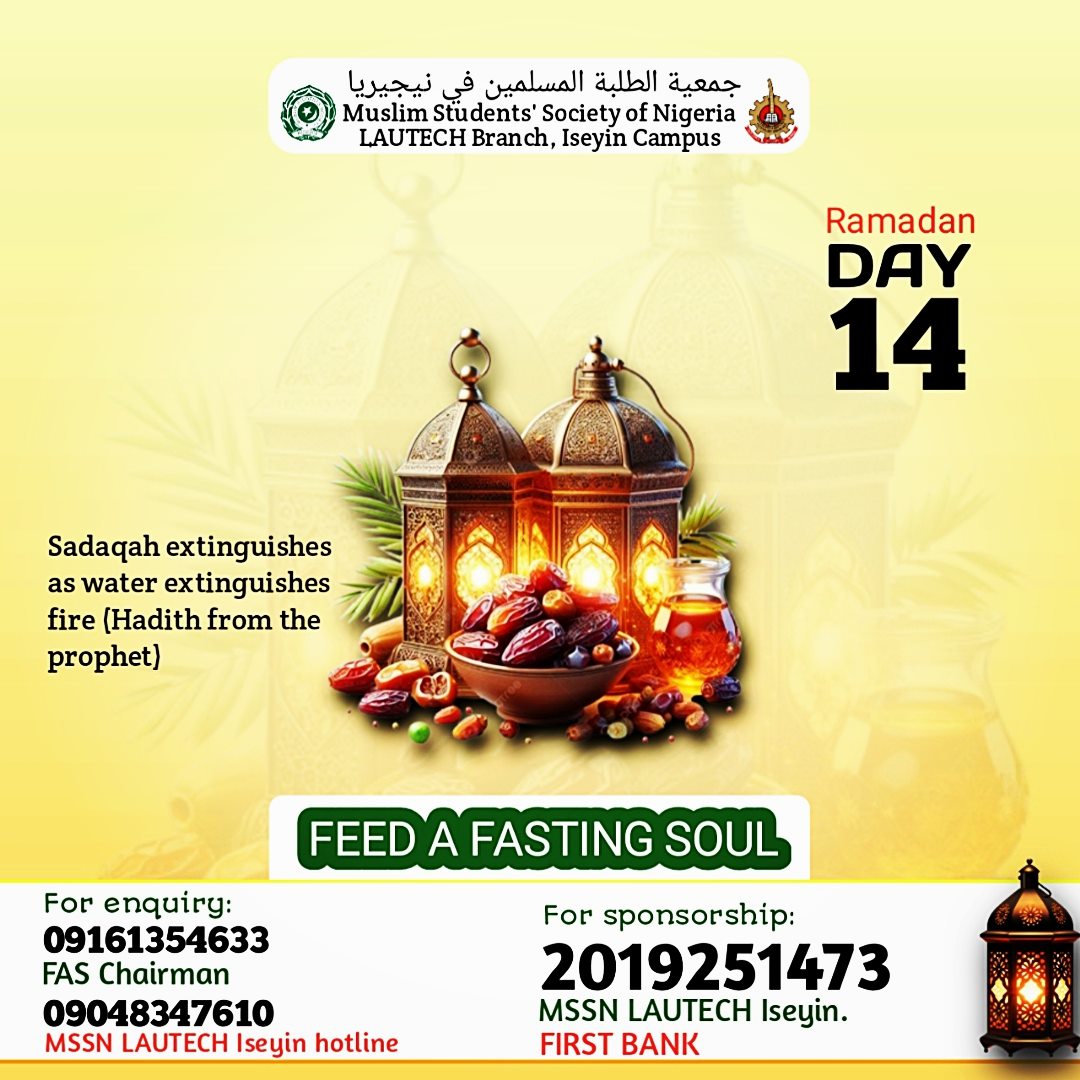 جمعية الطلبة المسلمين في نيجيريا
Muslim Students' Society of Nigeria
LAUTECH Branch, Iseyin Campus
Ramadan
DAY
14
Sadaqah extinguishes
as water extinguishes
fire (Hadith from the
prophet)
FEED A FASTING SOUL
For enquiry:
09161354633
FAS Chairman
09048347610
MSSN LAUTECH Iseyin hotline
For sponsorship:
2019251473
MSSN LAUTECH Iseyin.
FIRST BANK